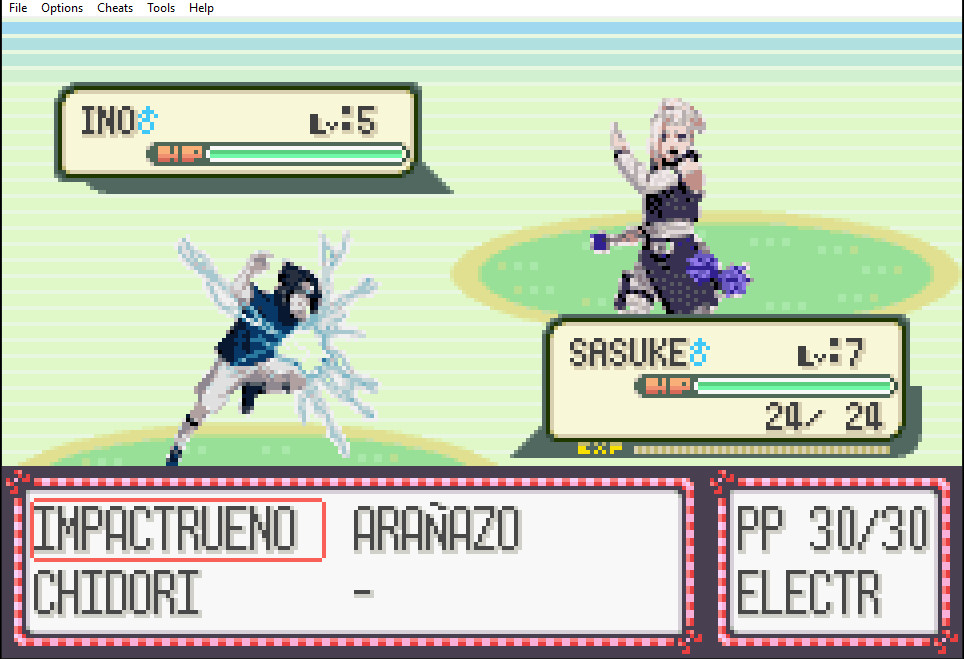 File Options Cheats Tools Help
INO♂ Lv:5
HP
SASUKE♂ Lv:7
HP
24/ 24
EXP
IMPACTRUENO ARAÑAZO
CHIDORI -
PP 30/30
ELECTR